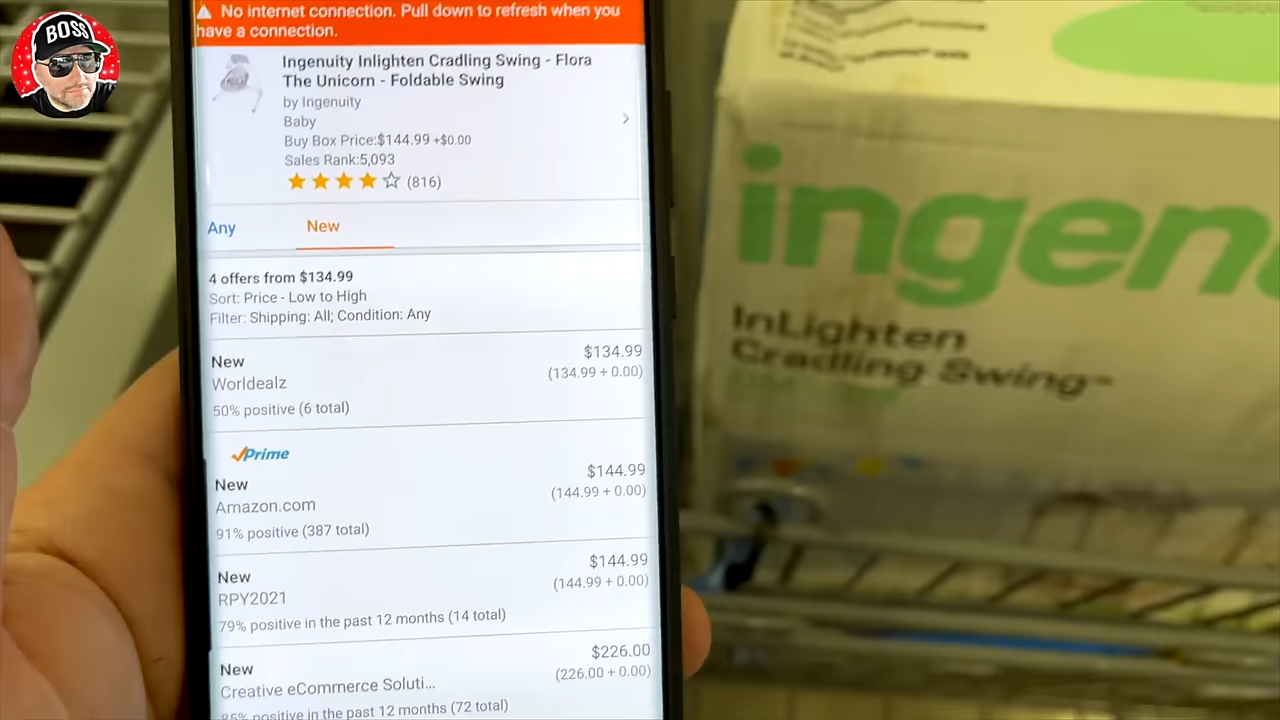 BOSS
No internet connection. Pull down to refresh when you
have a connection.
Ingenuity Inlighten Cradling Swing - Flora
The Unicorn - Foldable Swing
by Ingenuity
Baby
Buy Box Price:$144.99 +$0.00
Sales Rank:5,093
(816)
Any
New
4 offers from $134.99
Sort: Price - Low to High
Filter: Shipping: All; Condition: Any
New
$134.99
Worldealz
(134.99 + 0.00)
50% positive (6 total)
Prime
New
$144.99
Amazon.com
(144.99 + 0.00)
91% positive (387 total)
New
$144.99
RPY2021
(144.99 + 0.00)
79% positive in the past 12 months (14 total)
New
$226.00
Creative eCommerce Soluti...
(226.00 + 0.00)
85% positive in the past 12 months (72 total)
ingenu
InLighten
Cradling Swing™